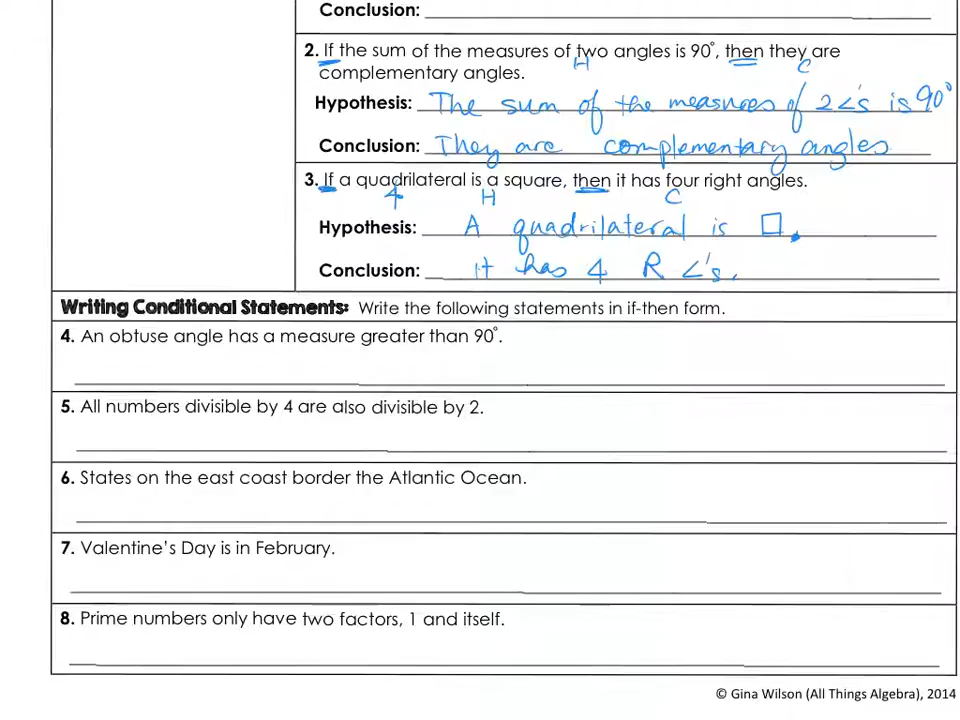 Conclusion:
2. If the sum of the measures of two angles is 90°, then they are
H C
complementary angles.
Hypothesis: The sum of the measures of 2 ∠'s is 90°
Conclusion: They are complementary angles
3. If a quadrilateral is a square, then it has four right angles.
4 H C
Hypothesis: A quadrilateral is □.
Conclusion: it has 4 R ∠'s.
Writing Conditional Statements: Write the following statements in if-then form.
4. An obtuse angle has a measure greater than 90°.
5. All numbers divisible by 4 are also divisible by 2.
6. States on the east coast border the Atlantic Ocean.
7. Valentine's Day is in February.
8. Prime numbers only have two factors, 1 and itself.
© Gina Wilson (All Things Algebra), 2014